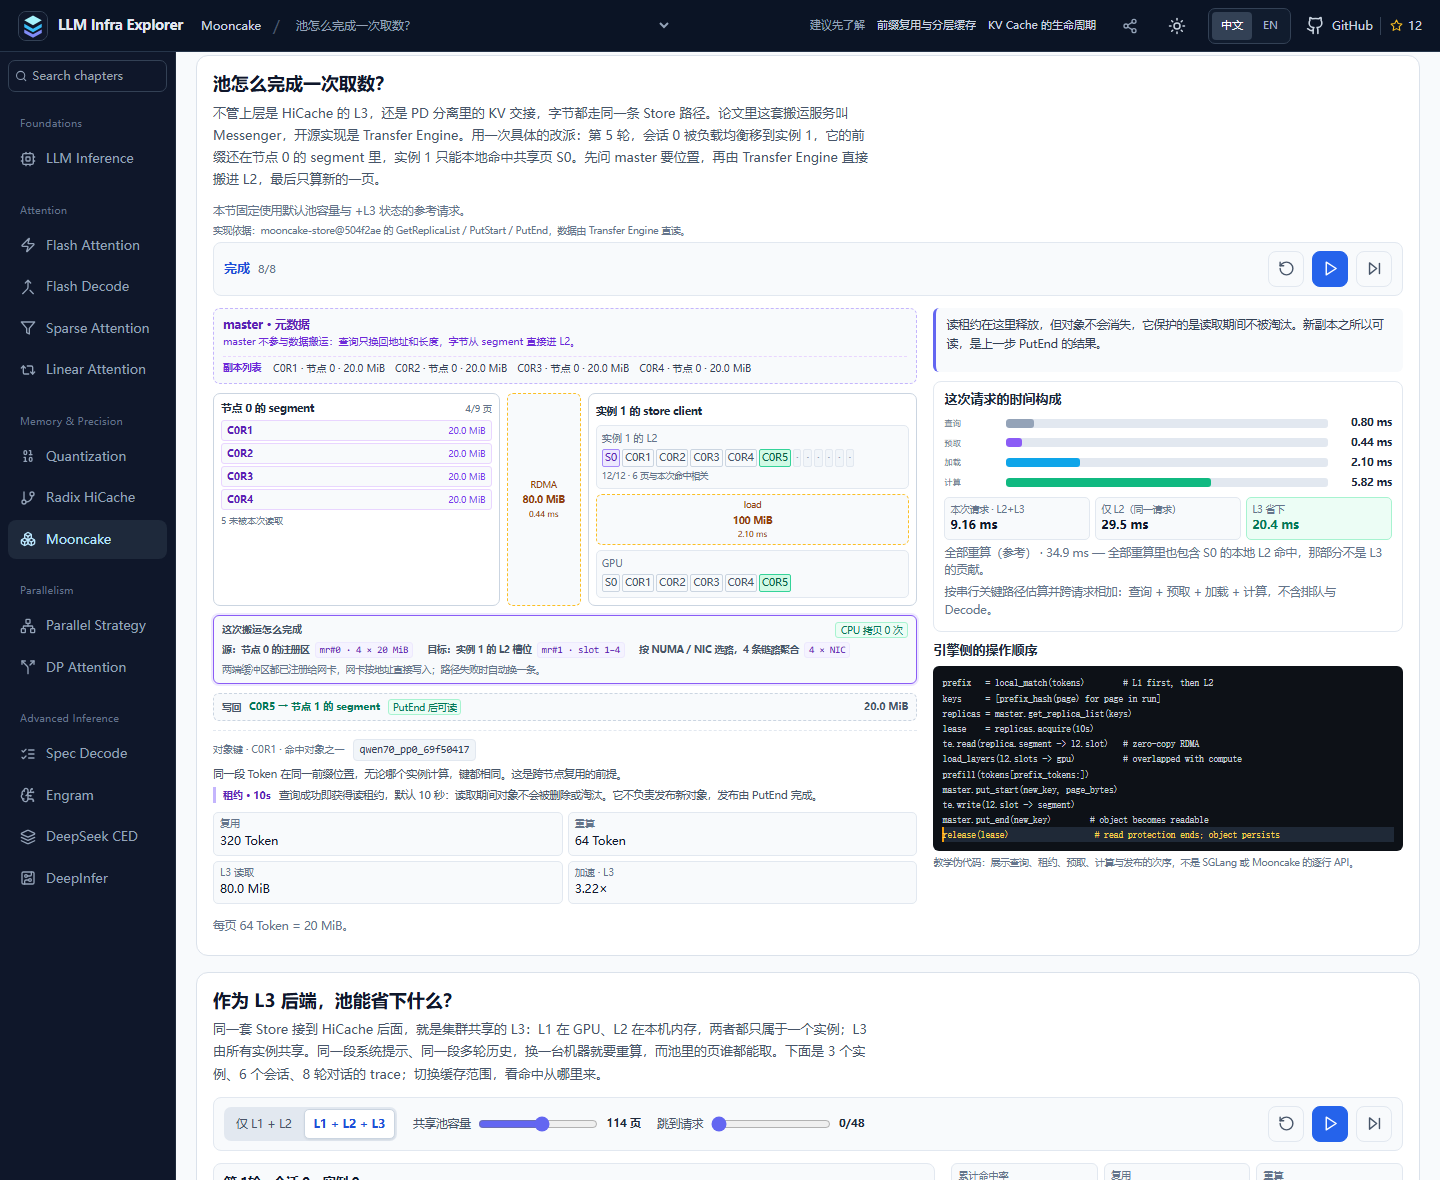 LLM Infra Explorer
Mooncake / 池怎么完成一次取数？
建议先了解 前缀复用与分层缓存 KV Cache 的生命周期
中文 EN
GitHub 12
Search chapters
Foundations
LLM Inference
Attention
Flash Attention
Flash Decode
Sparse Attention
Linear Attention
Memory & Precision
Quantization
Radix HiCache
Mooncake
Parallelism
Parallel Strategy
DP Attention
Advanced Inference
Spec Decode
Engram
DeepSeek CED
DeepInfer
池怎么完成一次取数？
不管上层是 HiCache 的 L3，还是 PD 分离里的 KV 交接，字节都走同一条 Store 路径。论文里这套搬运服务叫
Messenger，开源实现是 Transfer Engine。用一次具体的改派：第 5 轮，会话 0 被负载均衡移到实例 1，它的前
缀还在节点 0 的 segment 里，实例 1 只能本地命中共享页 S0。先问 master 要位置，再由 Transfer Engine 直接
搬进 L2，最后只算新的一页。
本节固定使用默认池容量与 +L3 状态的参考请求。
实现依据：mooncake-store@504f2ae 的 GetReplicaList / PutStart / PutEnd，数据由 Transfer Engine 直读。
完成 8/8
master · 元数据
master 不参与数据搬运：查询只换回地址和长度，字节从 segment 直接进 L2。
副本列表 C0R1 · 节点 0 · 20.0 MiB C0R2 · 节点 0 · 20.0 MiB C0R3 · 节点 0 · 20.0 MiB C0R4 · 节点 0 · 20.0 MiB
节点 0 的 segment 4/9 页
C0R1 20.0 MiB
C0R2 20.0 MiB
C0R3 20.0 MiB
C0R4 20.0 MiB
5 未被本次读取
RDMA
80.0 MiB
0.44 ms
实例 1 的 store client
实例 1 的 L2
S0 C0R1 C0R2 C0R3 C0R4 C0R5 · · · · · ·
12/12 · 6 页与本次命中相关
load
100 MiB
2.10 ms
GPU
S0 C0R1 C0R2 C0R3 C0R4 C0R5
这次搬运怎么完成 CPU 拷贝 0 次
源：节点 0 的注册区 mr#0 · 4 × 20 MiB 目标：实例 1 的 L2 槽位 mr#1 · slot 1–4 按 NUMA / NIC 选路，4 条链路聚合 4 × NIC
两端缓冲区都已注册给网卡，网卡按地址直接写入；路径失败时自动换一条。
写回 C0R5 → 节点 1 的 segment PutEnd 后可读 20.0 MiB
对象键 · C0R1 · 命中对象之一 qwen70_pp0_69f50417
同一段 Token 在同一前缀位置，无论哪个实例计算，键都相同。这是跨节点复用的前提。
租约 · 10s 查询成功即获得读租约，默认 10 秒：读取期间对象不会被删除或淘汰。它不负责发布新对象，发布由 PutEnd 完成。
复用
320 Token
重算
64 Token
L3 读取
80.0 MiB
加速 · L3
3.22×
每页 64 Token = 20 MiB。
读租约在这里释放，但对象不会消失，它保护的是读取期间不被淘汰。新副本之所以可
读，是上一步 PutEnd 的结果。
这次请求的时间构成
查询 0.80 ms
预取 0.44 ms
加载 2.10 ms
计算 5.82 ms
本次请求 · L2+L3
9.16 ms
仅 L2（同一请求）
29.5 ms
L3 省下
20.4 ms
全部重算（参考） · 34.9 ms — 全部重算里也包含 S0 的本地 L2 命中，那部分不是 L3
的贡献。
按串行关键路径估算并跨请求相加：查询 + 预取 + 加载 + 计算，不含排队与
Decode。
引擎侧的操作顺序
prefix = local_match(tokens) # L1 first, then L2
keys = [prefix_hash(page) for page in run]
replicas = master.get_replica_list(keys)
lease = replicas.acquire(10s)
te.read(replica.segment -> l2.slot) # zero-copy RDMA
load_layers(l2.slots -> gpu) # overlapped with compute
prefill(tokens[prefix_tokens:])
master.put_start(new_key, page_bytes)
te.write(l2.slot -> segment)
master.put_end(new_key) # object becomes readable
release(lease) # read protection ends; object persists
教学伪代码：展示查询、租约、预取、计算与发布的次序，不是 SGLang 或 Mooncake 的逐行 API。
作为 L3 后端，池能省下什么？
同一套 Store 接到 HiCache 后面，就是集群共享的 L3：L1 在 GPU、L2 在本机内存，两者都只属于一个实例；L3
由所有实例共享。同一段系统提示、同一段多轮历史，换一台机器就要重算，而池里的页谁都能取。下面是 3 个实
例、6 个会话、8 轮对话的 trace；切换缓存范围，看命中从哪里来。
仅 L1 + L2 L1 + L2 + L3 共享池容量 114 页 跳到请求 0/48
第 1轮 · 会话 0 · 实例 0
累计命中率 复用 重算